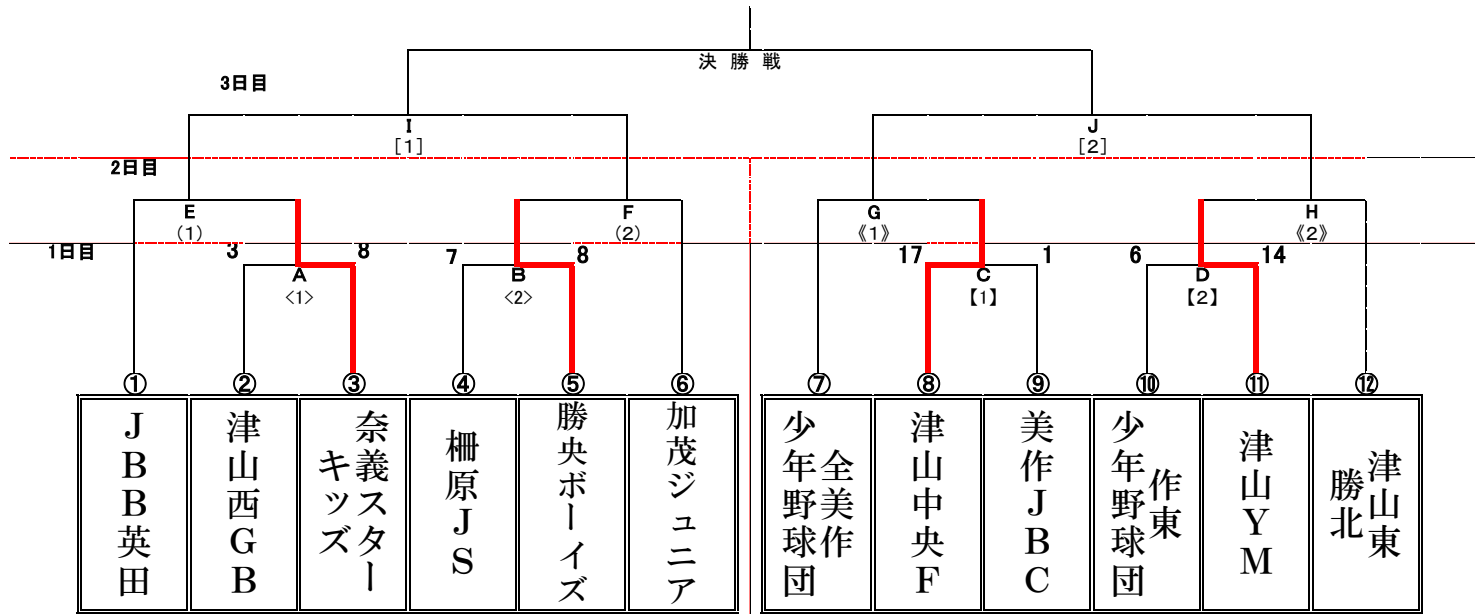 決勝戦
3日目
I
J
[1]
[2]
2日目
E
F
G
H
(1)
(2)
《1》
《2》
1日目
3
8
7
8
17
1
6
14
A
B
C
D
<1>
<2>
【1】
【2】
①
②
③
④
⑤
⑥
⑦
⑧
⑨
⑩
⑪
⑫
JBB英田
津山西GB
奈義スター
キッズ
柵原JS
勝央ボーイズ
加茂ジュニア
全美作
少年野球団
津山中央F
美作JBC
作東
少年野球団
津山YM
津山東
勝北